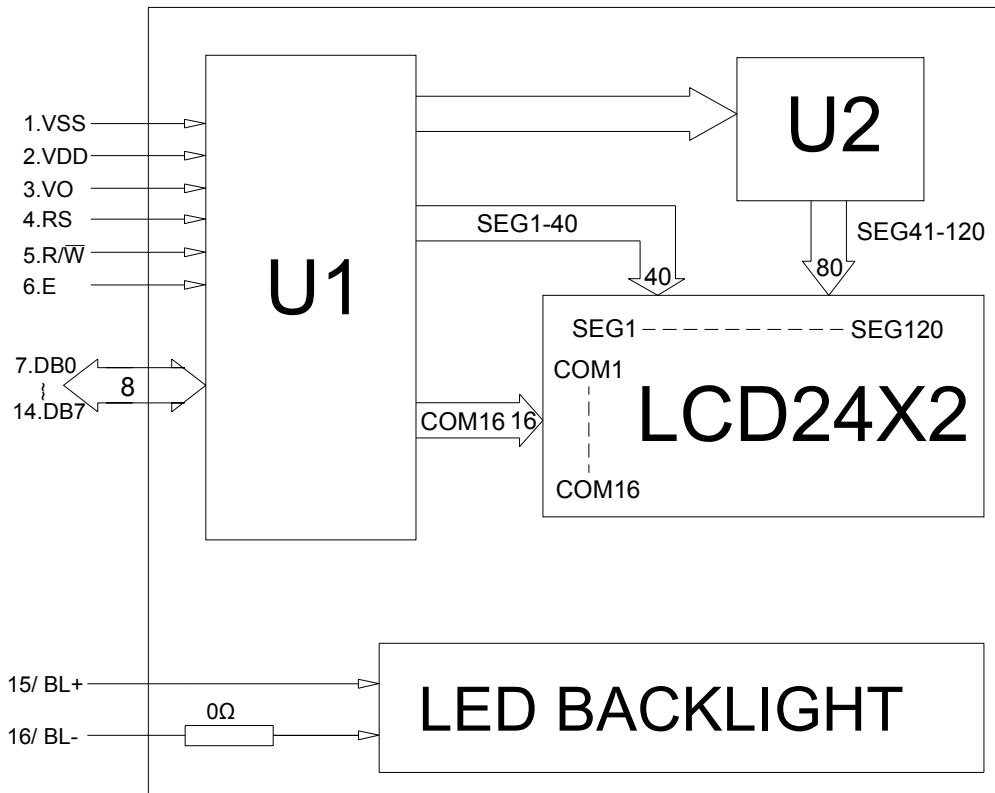 1.VSS
2.VDD
3.VO
4.RS
5.R/W̅
6.E
7.DB0
~
14.DB7
8
U1
U2
SEG1-40
40
SEG41-120
80
COM16 16
SEG1 SEG120
COM1
COM16
LCD24X2
15/ BL+
16/ BL-
0Ω
LED BACKLIGHT